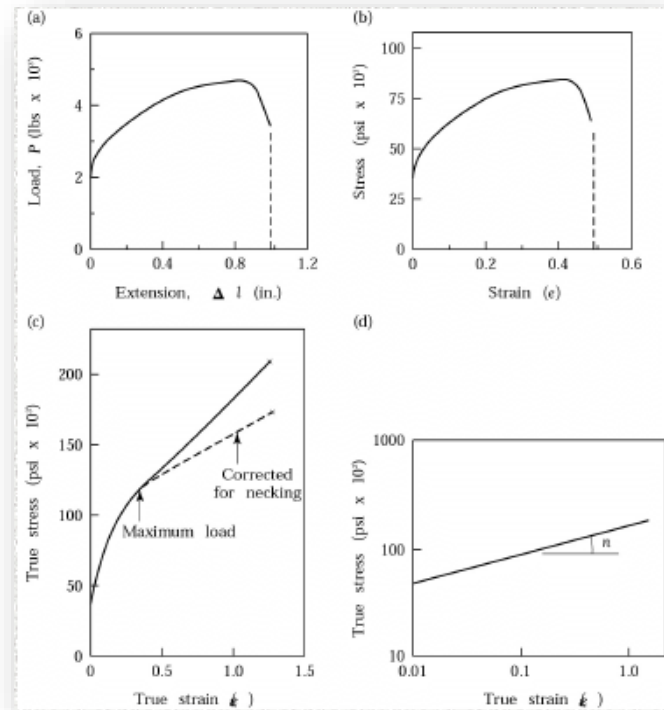 (a)
Load, P (lbs x 10³)
6
4
2
0
0
0.4
0.8
1.2
Extension, Δ l (in.)
(b)
Stress (psi x 10³)
100
75
50
25
0
0
0.2
0.4
0.6
Strain (e)
(c)
True stress (psi x 10³)
200
150
100
50
0
Maximum load
Corrected
for necking
0
0.5
1.0
1.5
True strain (ε)
(d)
True stress (psi x 10³)
1000
100
10
n
0.01
0.1
1.0
True strain (ε)